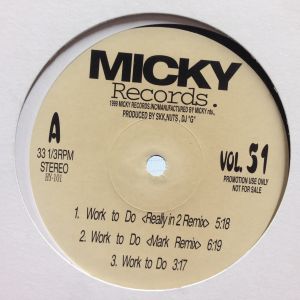 MICKY
Records.
1999 MICKY RECORDS.INC/MANUFACTURED BY MICKY ntv.
PRODUCED BY SKK,NUTS , DJ "G"
A
33 1/3RPM
STEREO
VOL. 51
PROMOTION USE ONLY
NOT FOR SALE
1. Work to Do <Really in 2 Remix> 5:18
2. Work to Do <Mark Remix> 6:19
3. Work to Do 3:17